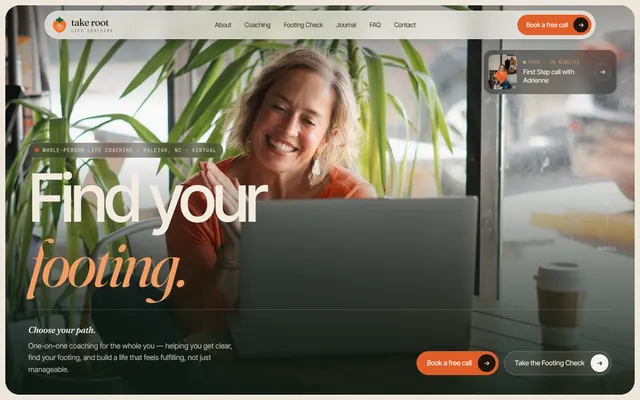 take root
LIFE COACHING
About
Coaching
Footing Check
Journal
FAQ
Contact
Book a free call
FREE · 30 MINUTES
First Step call with
Adrienne
WHOLE-PERSON LIFE COACHING · RALEIGH, NC · VIRTUAL
Find your
footing.
SCROLL
Choose your path.
One-on-one coaching for the whole you — helping you get clear,
find your footing, and build a life that feels fulfilling, not just
manageable.
Book a free call
Take the Footing Check